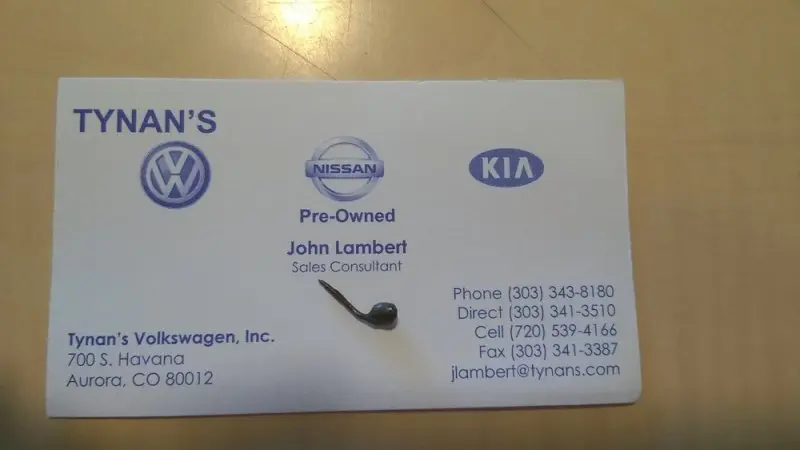 TYNAN'S
VW
NISSAN
KIA
Pre-Owned
John Lambert
Sales Consultant
Tynan's Volkswagen, Inc.
700 S. Havana
Aurora, CO 80012
Phone (303) 343-8180
Direct (303) 341-3510
Cell (720) 539-4166
Fax (303) 341-3387
jlambert@tynans.com